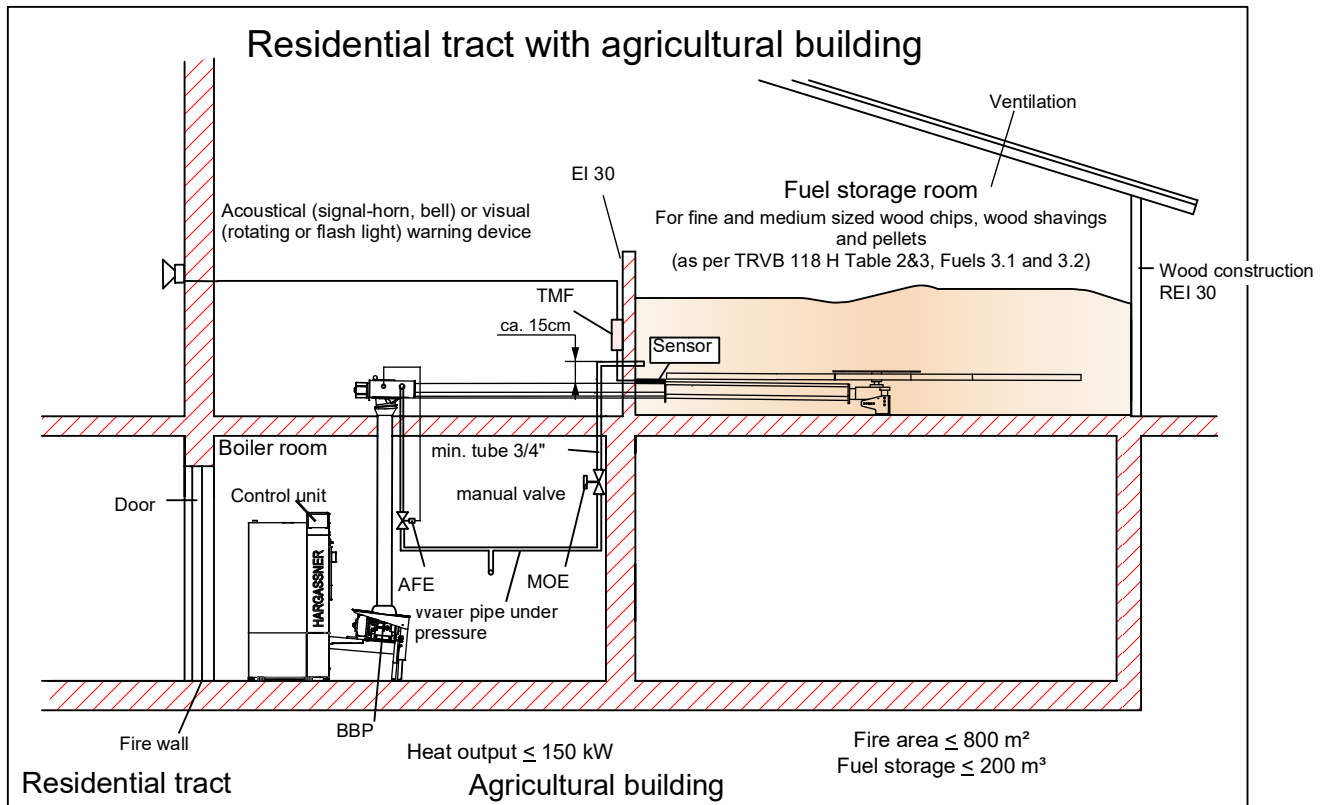 Residential tract with agricultural building
Ventilation
EI 30
Fuel storage room
For fine and medium sized wood chips, wood shavings
and pellets
(as per TRVB 118 H Table 2&3, Fuels 3.1 and 3.2)
Acoustical (signal-horn, bell) or visual
(rotating or flash light) warning device
Wood construction
REI 30
TMF
ca. 15cm
Sensor
Boiler room
min. tube 3/4"
Door
Control unit
manual valve
HARGASSNER
AFE
MOE
Water pipe under
pressure
Fire wall
BBP
Heat output ≤ 150 kW
Fire area ≤ 800 m²
Fuel storage ≤ 200 m³
Residential tract
Agricultural building